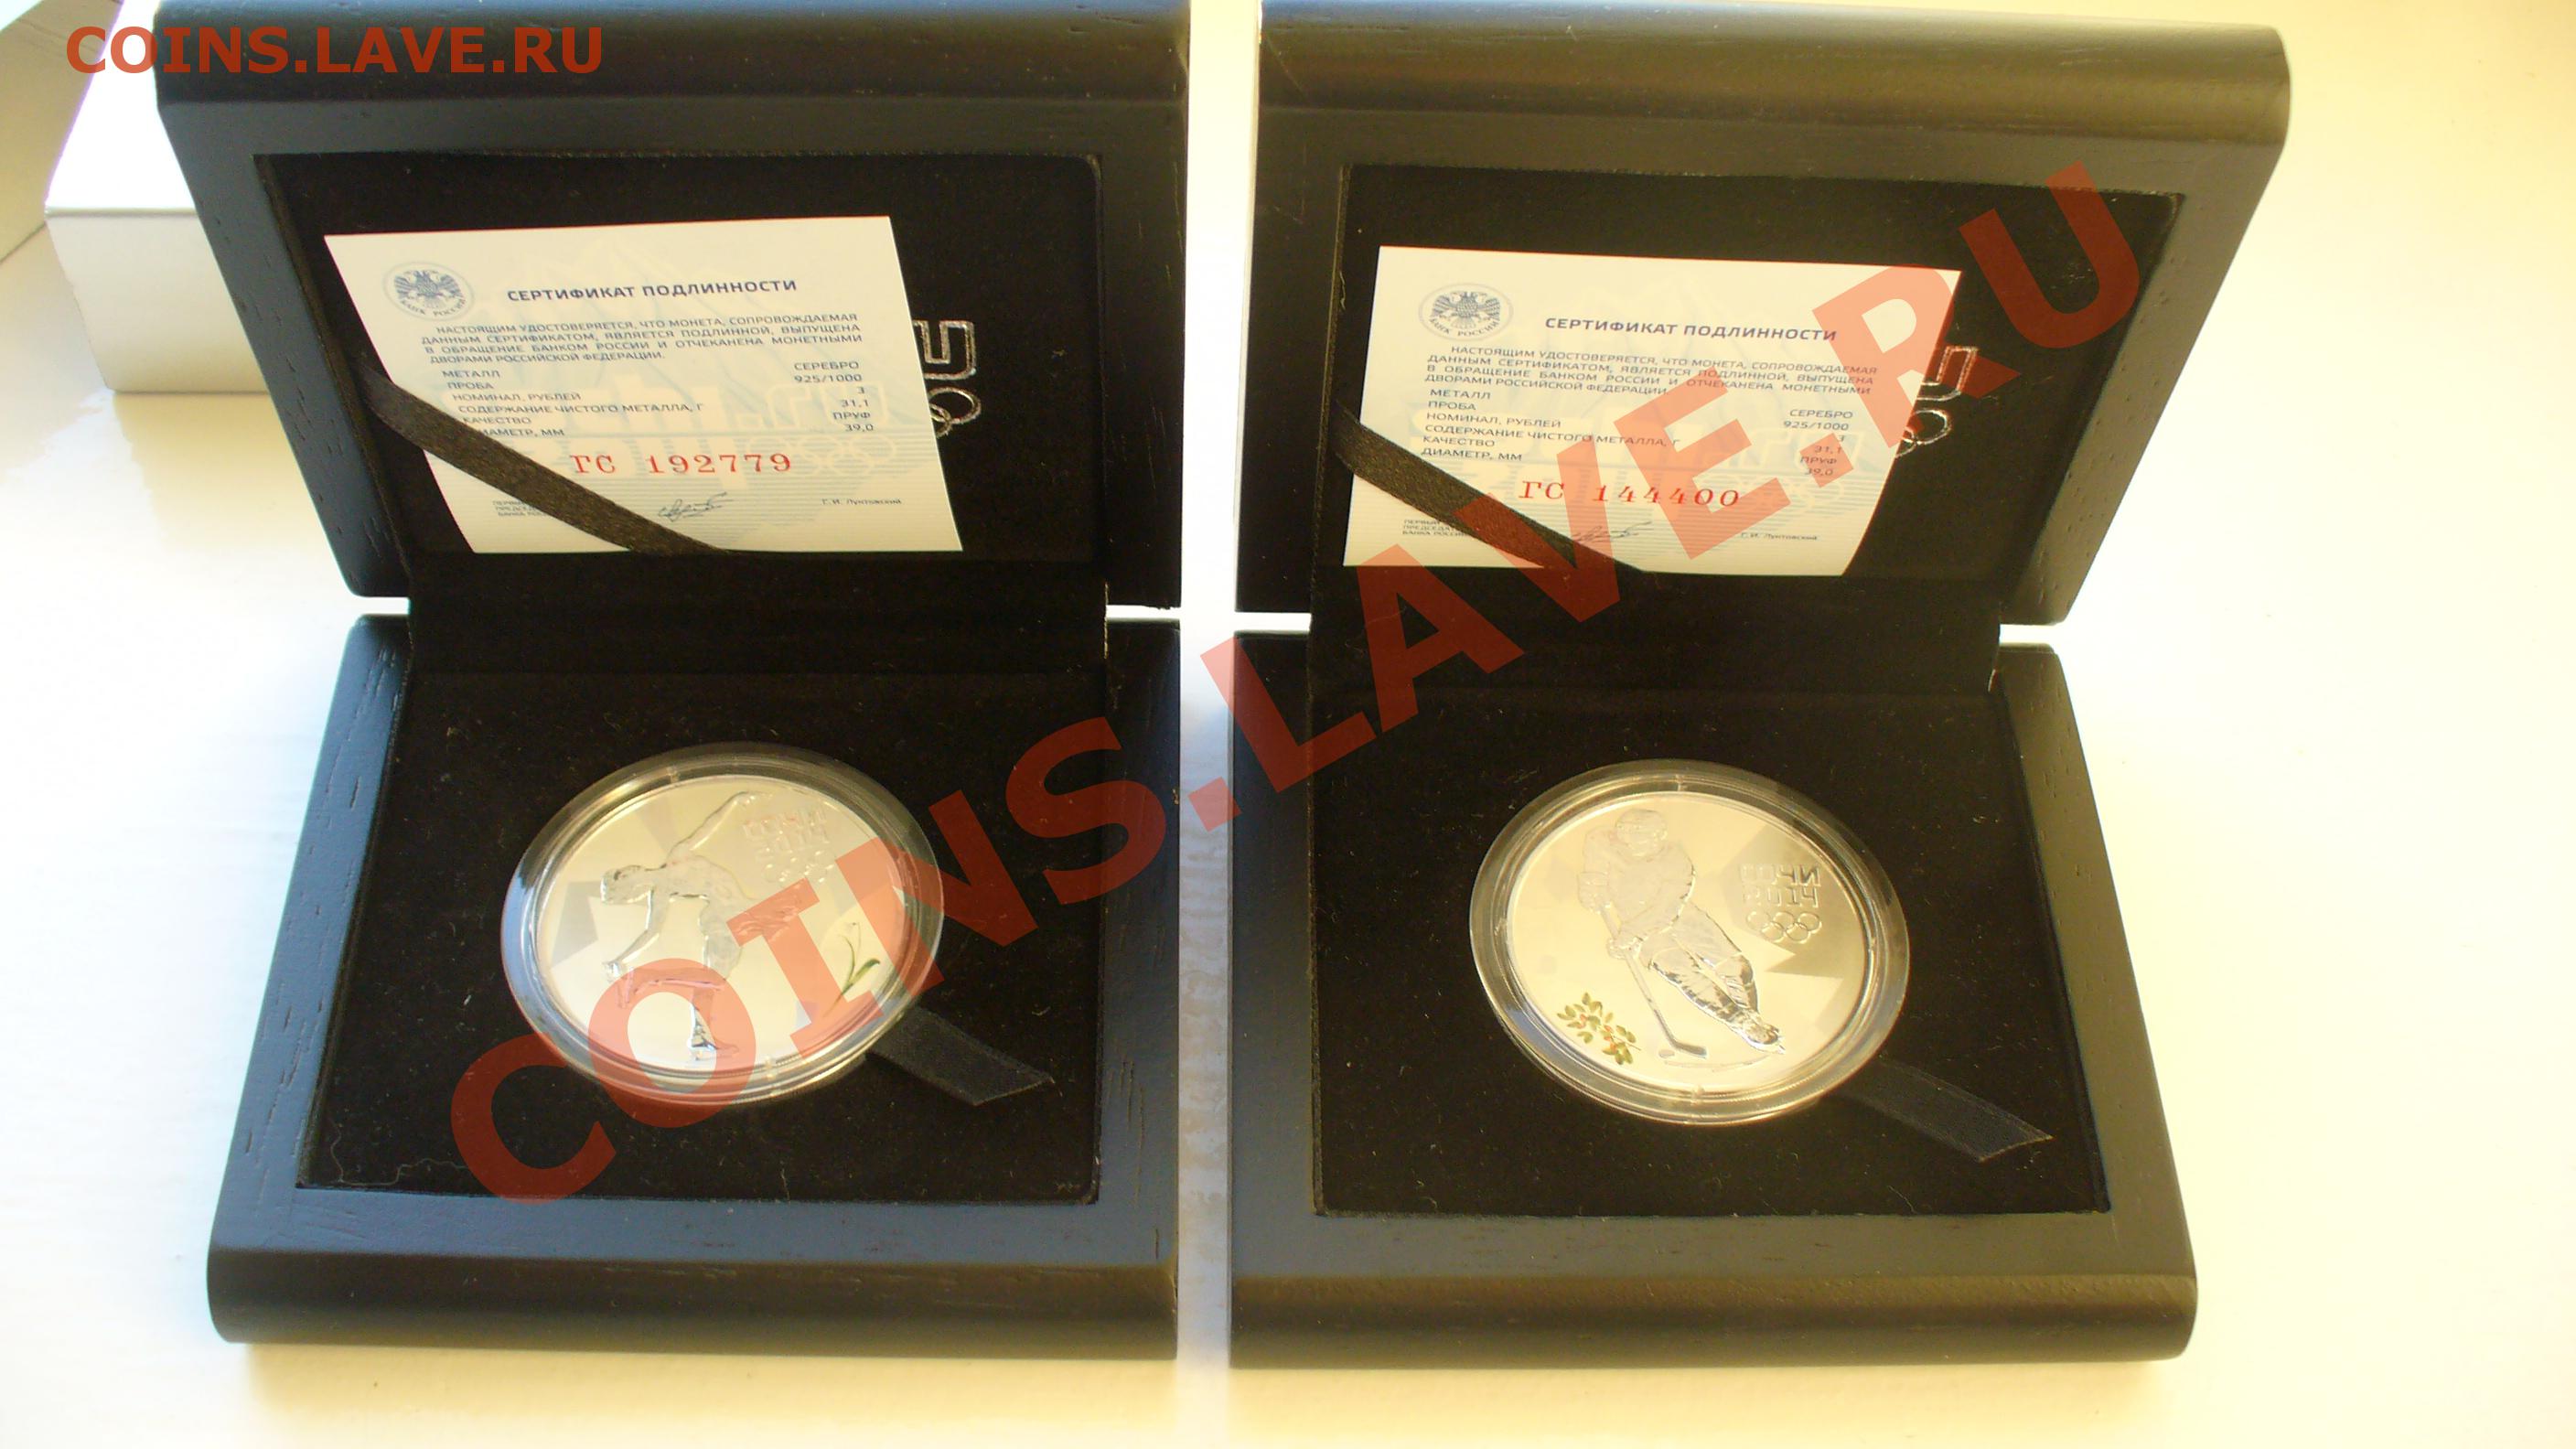 COINS.LAVE.RU
СЕРТИФИКАТ ПОДЛИННОСТИ
НАСТОЯЩИМ УДОСТОВЕРЯЕТСЯ, ЧТО МОНЕТА, СОПРОВОЖДАЕМАЯ
ДАННЫМ СЕРТИФИКАТОМ, ЯВЛЯЕТСЯ ПОДЛИННОЙ, ВЫПУЩЕНА
В ОБРАЩЕНИЕ БАНКОМ РОССИИ И ОТЧЕКАНЕНА МОНЕТНЫМИ
ДВОРАМИ РОССИЙСКОЙ ФЕДЕРАЦИИ.
МЕТАЛЛ СЕРЕБРО
ПРОБА 925/1000
НОМИНАЛ, РУБЛЕЙ 3
СОДЕРЖАНИЕ ЧИСТОГО МЕТАЛЛА, Г 31,1
КАЧЕСТВО ПРУФ
ДИАМЕТР, ММ 39,0
ГС 192779
Г.И. Лунтовский
БАНК РОССИИ
СЕРТИФИКАТ ПОДЛИННОСТИ
НАСТОЯЩИМ УДОСТОВЕРЯЕТСЯ, ЧТО МОНЕТА, СОПРОВОЖДАЕМАЯ
ДАННЫМ СЕРТИФИКАТОМ, ЯВЛЯЕТСЯ ПОДЛИННОЙ, ВЫПУЩЕНА
В ОБРАЩЕНИЕ БАНКОМ РОССИИ И ОТЧЕКАНЕНА МОНЕТНЫМИ
ДВОРАМИ РОССИЙСКОЙ ФЕДЕРАЦИИ.
МЕТАЛЛ СЕРЕБРО
ПРОБА 925/1000
НОМИНАЛ, РУБЛЕЙ 3
СОДЕРЖАНИЕ ЧИСТОГО МЕТАЛЛА, Г 31,1
КАЧЕСТВО ПРУФ
ДИАМЕТР, ММ 39,0
ГС 144400
Г.И. Лунтовский
БАНК РОССИИ
СОЧИ
2014
COINS.LAVE.RU